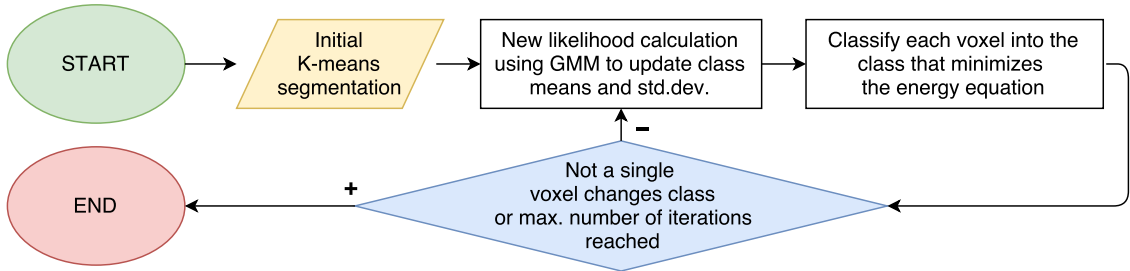 START
Initial
K-means
segmentation
New likelihood calculation
using GMM to update class
means and std.dev.
Classify each voxel into the
class that minimizes
the energy equation
−
Not a single
voxel changes class
or max. number of iterations
reached
+
END